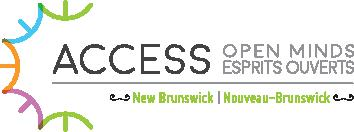 ACCESS OPEN MINDS
ESPRITS OUVERTS
New Brunswick | Nouveau-Brunswick